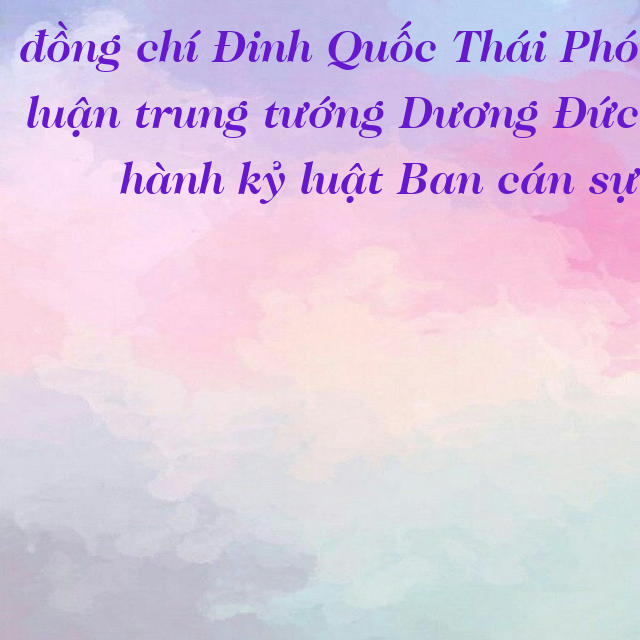 đồng chí Đinh Quốc Thái Phó
luận trung tướng Dương Đức
hành kỷ luật Ban cán sự